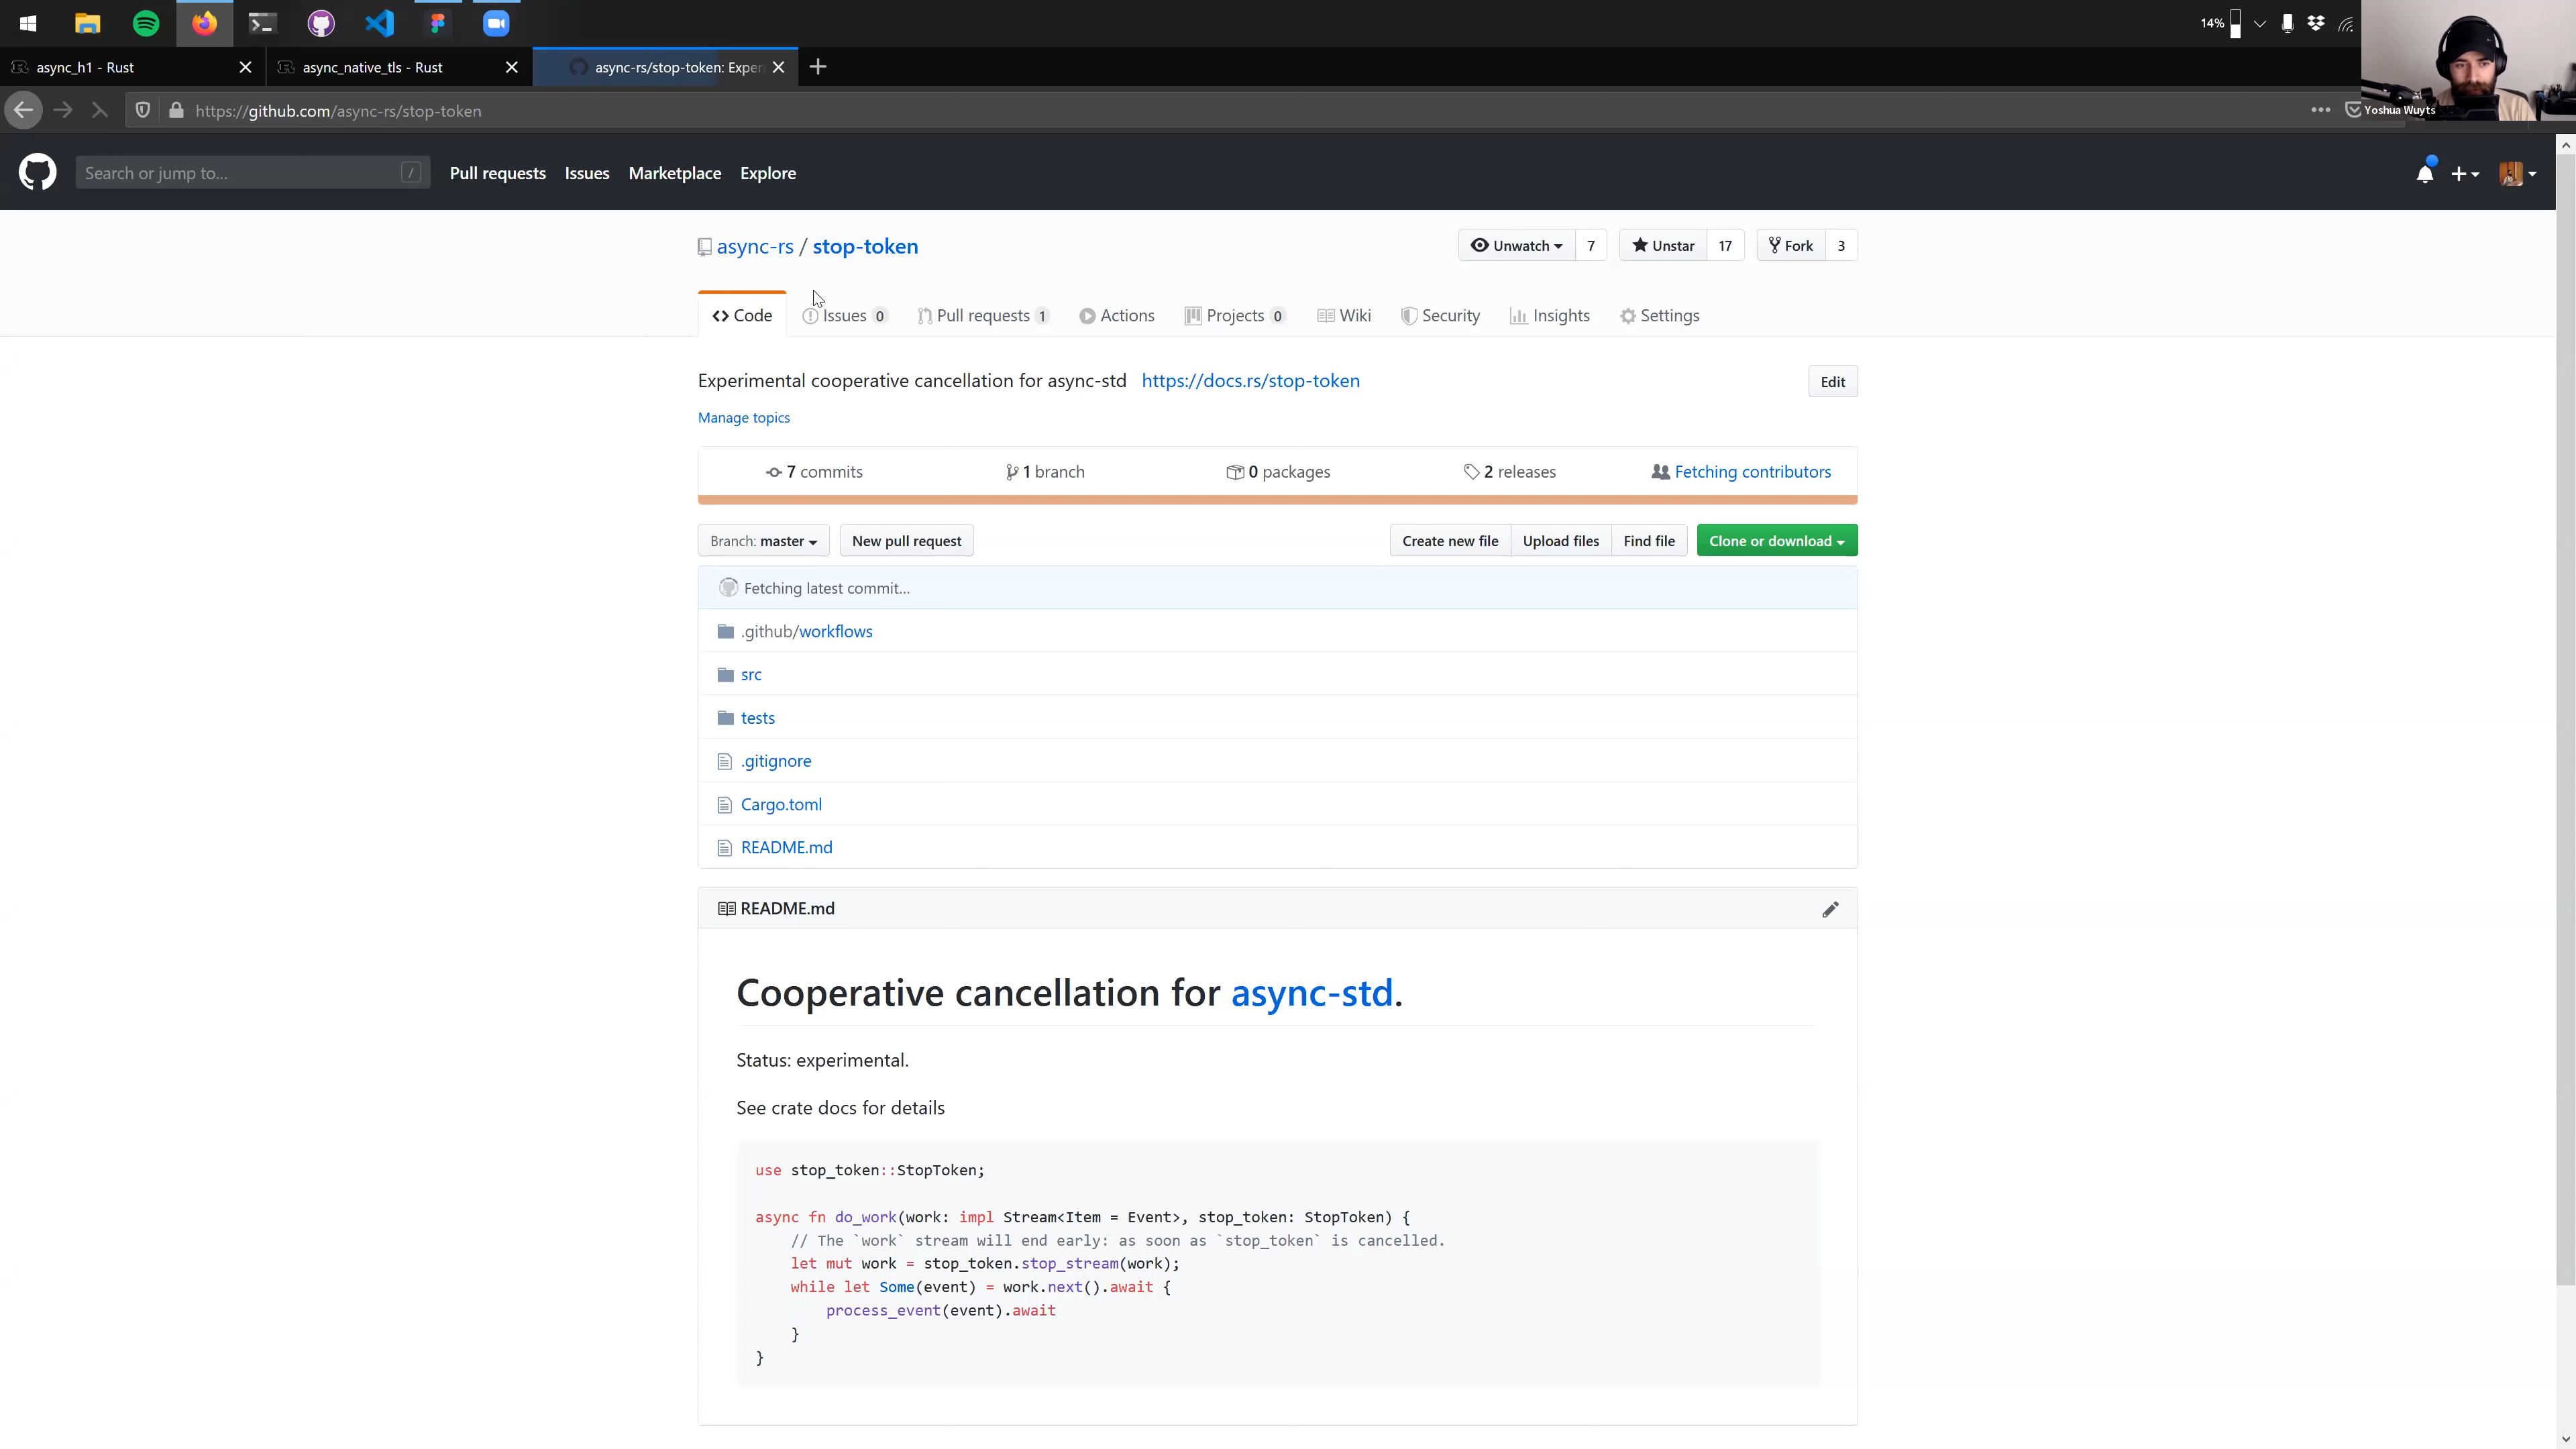 14%
async_h1 - Rust
async_native_tls - Rust
async-rs/stop-token: Exper
https://github.com/async-rs/stop-token
Yoshua Wuyts
Search or jump to...
/
Pull requests
Issues
Marketplace
Explore
async-rs / stop-token
Unwatch 7
Unstar 17
Fork 3
Code
Issues 0
Pull requests 1
Actions
Projects 0
Wiki
Security
Insights
Settings
Experimental cooperative cancellation for async-std https://docs.rs/stop-token
Edit
Manage topics
7 commits
1 branch
0 packages
2 releases
Fetching contributors
Branch: master
New pull request
Create new file
Upload files
Find file
Clone or download
Fetching latest commit...
.github/workflows
src
tests
.gitignore
Cargo.toml
README.md
README.md
Cooperative cancellation for async-std.
Status: experimental.
See crate docs for details
use stop_token::StopToken;
async fn do_work(work: impl Stream<Item = Event>, stop_token: StopToken) {
// The `work` stream will end early: as soon as `stop_token` is cancelled.
let mut work = stop_token.stop_stream(work);
while let Some(event) = work.next().await {
process_event(event).await
}
}